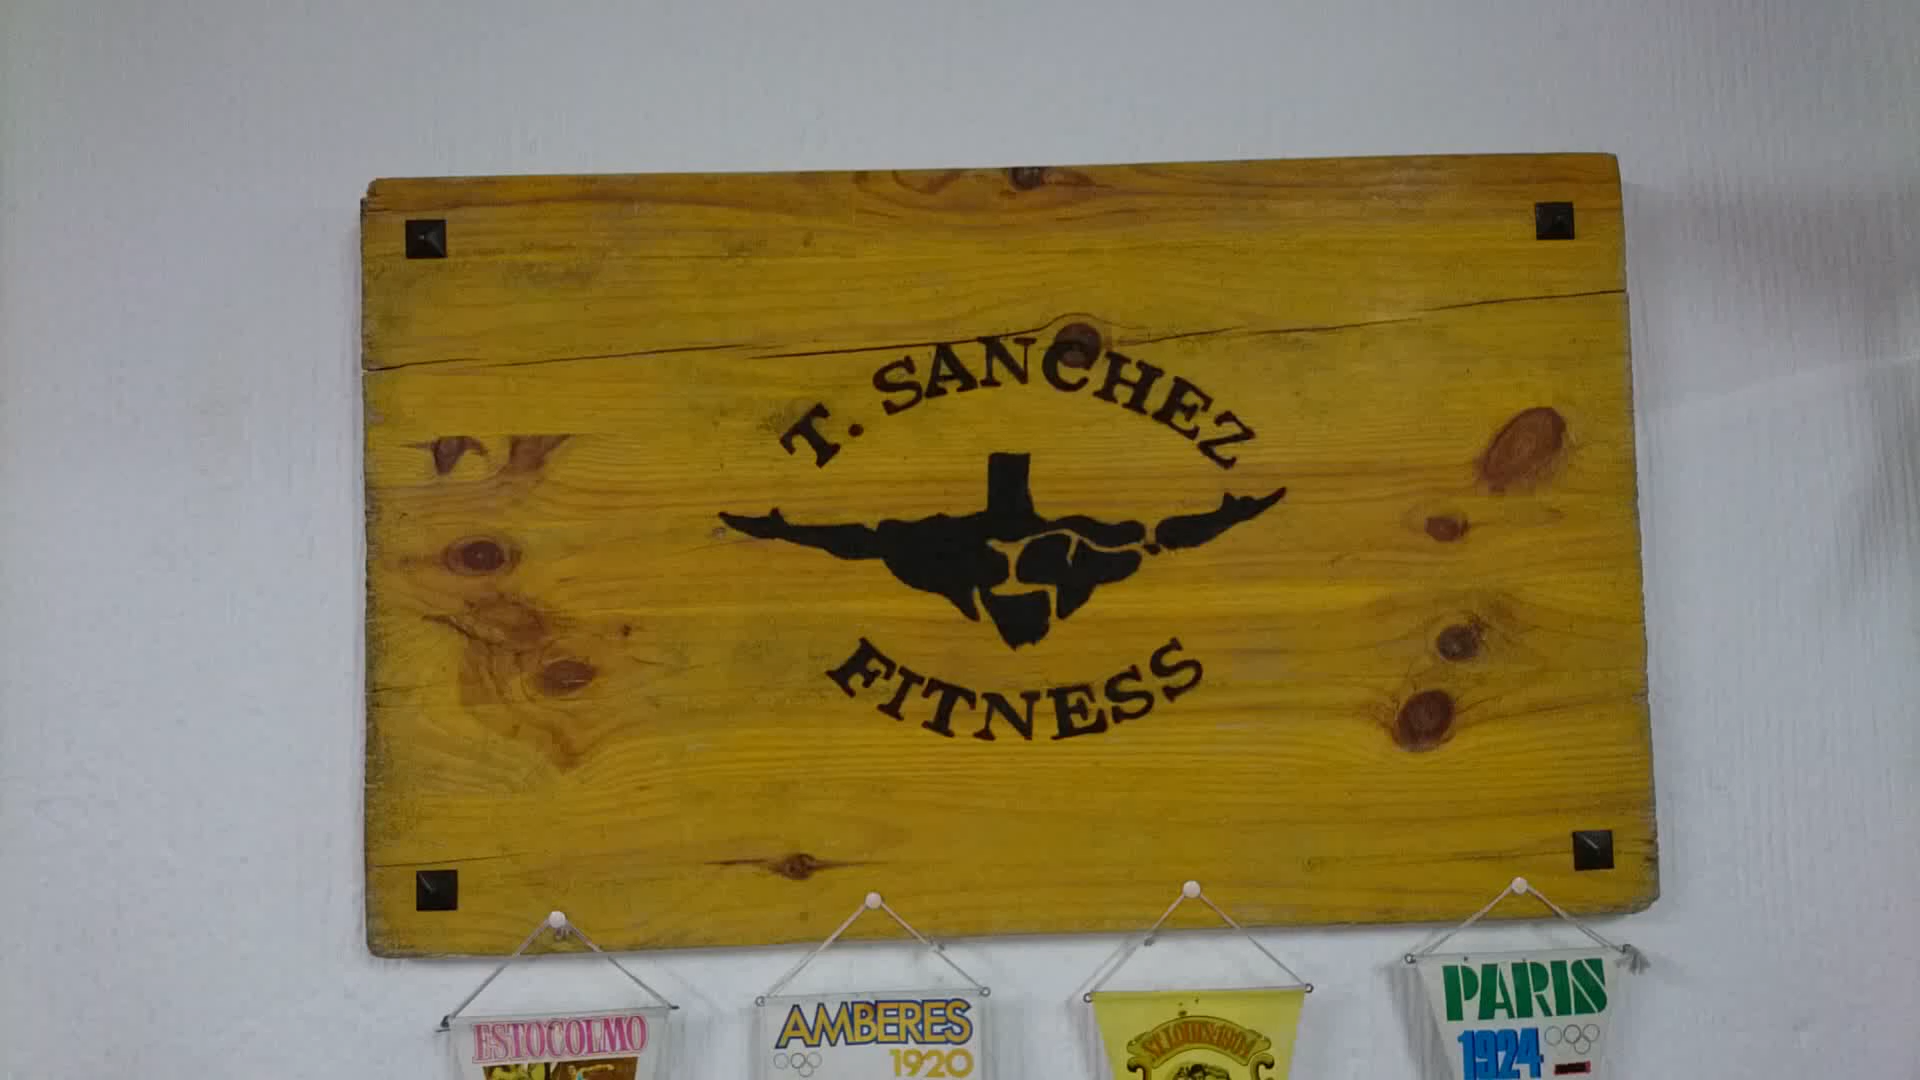 T. SANCHEZ
FITNESS
ESTOCOLMO
AMBERES
1920
ST. LOUIS 1904
PARIS
1924